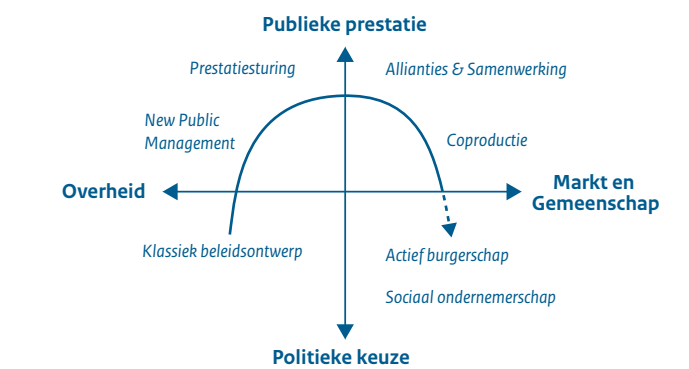 Publieke prestatie
Prestatiesturing
Allianties & Samenwerking
New Public
Management
Coproductie
Overheid
Markt en
Gemeenschap
Klassiek beleidsontwerp
Actief burgerschap
Sociaal ondernemerschap
Politieke keuze